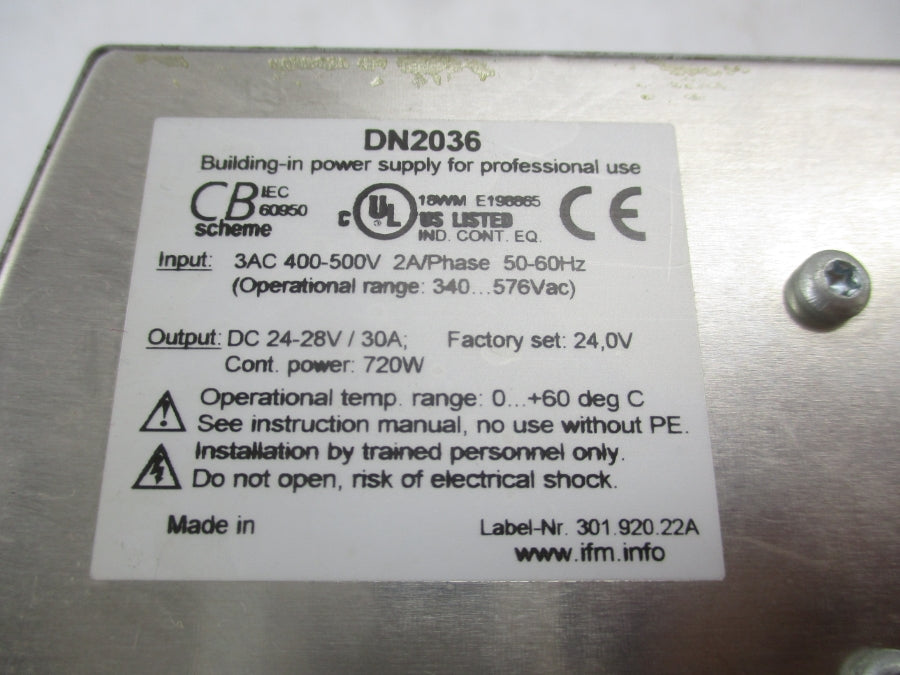 DN2036
Building-in power supply for professional use
CB IEC 60950
scheme
C UL ® US LISTED
18WM E198865
IND. CONT. EQ.
CE
Input: 3AC 400-500V 2A/Phase 50-60Hz
(Operational range: 340...576Vac)
Output: DC 24-28V / 30A; Factory set: 24,0V
Cont. power: 720W
Operational temp. range: 0...+60 deg C
See instruction manual, no use without PE.
Installation by trained personnel only.
Do not open, risk of electrical shock.
Made in
Label-Nr. 301.920.22A
www.ifm.info